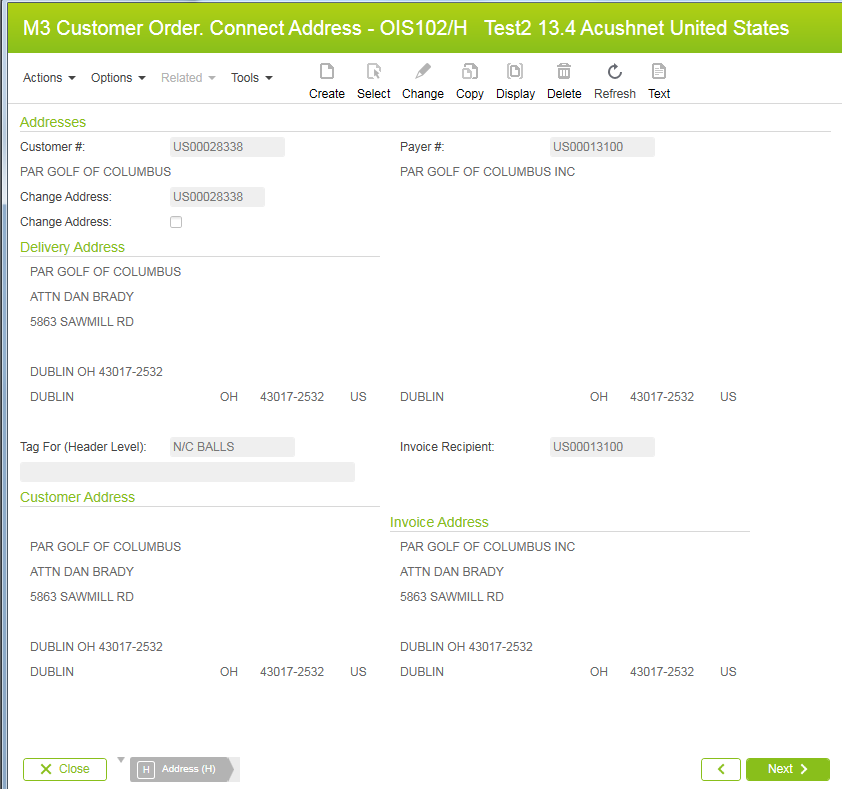 M3 Customer Order. Connect Address - OIS102/H Test2 13.4 Acushnet United States
Actions Options Related Tools Create Select Change Copy Display Delete Refresh Text
Addresses
Customer #: US00028338 Payer #: US00013100
PAR GOLF OF COLUMBUS PAR GOLF OF COLUMBUS INC
Change Address: US00028338
Change Address:
Delivery Address
PAR GOLF OF COLUMBUS
ATTN DAN BRADY
5863 SAWMILL RD
DUBLIN OH 43017-2532
DUBLIN OH 43017-2532 US DUBLIN OH 43017-2532 US
Tag For (Header Level): N/C BALLS Invoice Recipient: US00013100
Customer Address
Invoice Address
PAR GOLF OF COLUMBUS PAR GOLF OF COLUMBUS INC
ATTN DAN BRADY ATTN DAN BRADY
5863 SAWMILL RD 5863 SAWMILL RD
DUBLIN OH 43017-2532 DUBLIN OH 43017-2532
DUBLIN OH 43017-2532 US DUBLIN OH 43017-2532 US
Close H Address (H) Next